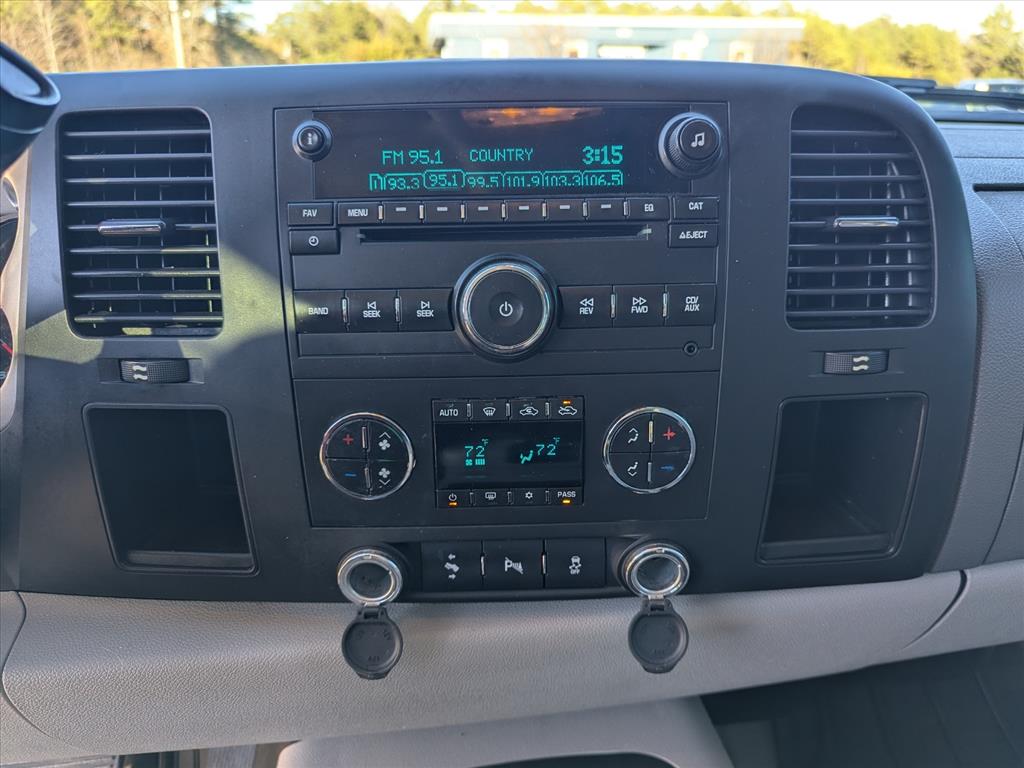 FM 95.1 COUNTRY 3:15
93.3 95.1 99.5 101.9 103.3 106.5
FAV MENU EQ CAT
EJECT
BAND SEEK SEEK REV FWD CD/AUX
AUTO
72°F 72°F
PASS
OFF